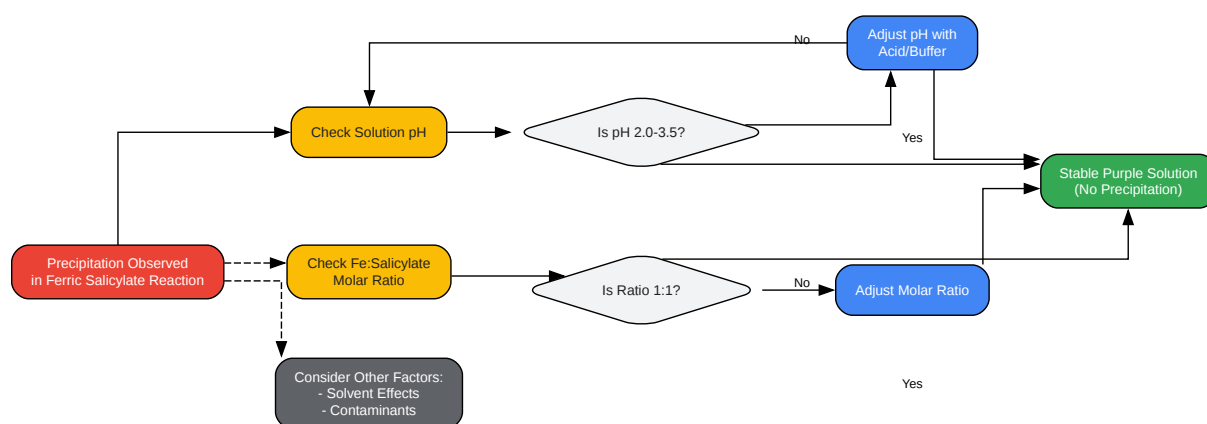 No
Adjust pH with
Acid/Buffer
Check Solution pH
Is pH 2.0-3.5?
Yes
Stable Purple Solution
(No Precipitation)
Precipitation Observed
in Ferric Salicylate Reaction
Check Fe:Salicylate
Molar Ratio
Is Ratio 1:1?
No
Adjust Molar Ratio
Consider Other Factors:
- Solvent Effects
- Contaminants
Yes